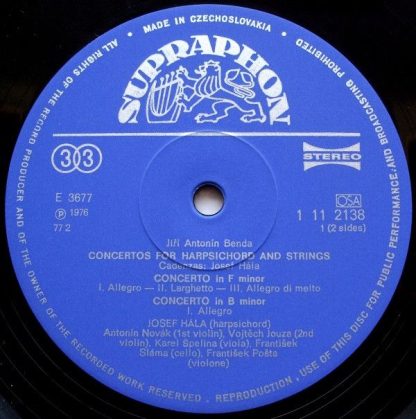 MADE IN CZECHOSLOVAKIA
ALL RIGHTS OF THE RECORD PRODUCER AND OF THE OWNER OF THE RECORDED WORK RESERVED . REPRODUCTION , USE OF THIS DISC FOR PUBLIC PERFORMANCE AND BROADCASTING PROHIBITED
SUPRAPHON
33
STEREO
E 3677
Ⓟ 1976
77 2
OSA
1 11 2138
1 (2 sides)
Jiří Antonín Benda
CONCERTOS FOR HARPSICHORD AND STRINGS
Cadenzas: Josef Hála
CONCERTO in F minor
I. Allegro — II. Larghetto — III. Allegro di molto
CONCERTO in B minor
I. Allegro
JOSEF HÁLA (harpsichord)
Antonín Novák (1st violin), Vojtěch Jouza (2nd
violin), Karel Špelina (viola), František
Sláma (cello), František Pošta
(violone)